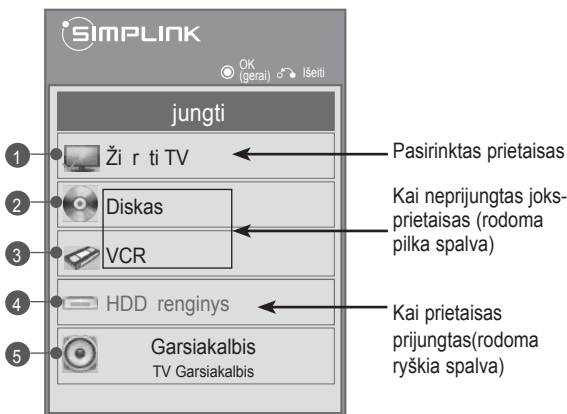 SIMPLINK
OK
(gerai)
Išeiti
jungti
1
Ži r ti TV
Pasirinktas prietaisas
2
Diskas
Kai neprijungtas joks-
prietaisas (rodoma
pilka spalva)
3
VCR
4
HDD renginys
Kai prietaisas
prijungtas(rodoma
ryškia spalva)
5
Garsiakalbis
TV Garsiakalbis